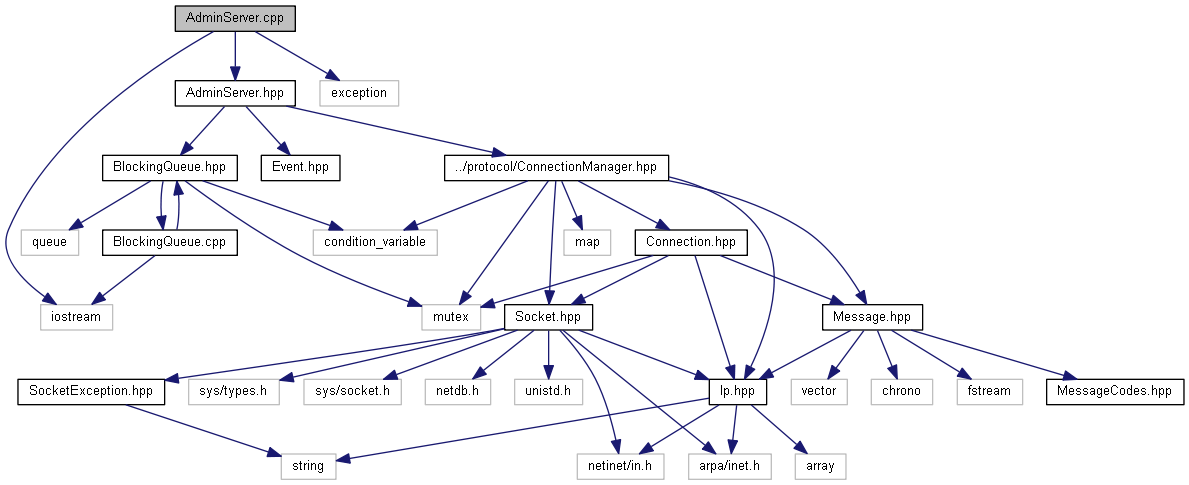 AdminServer.cpp
AdminServer.hpp
exception
BlockingQueue.hpp
Event.hpp
../protocol/ConnectionManager.hpp
queue
BlockingQueue.cpp
condition_variable
map
Connection.hpp
iostream
mutex
Socket.hpp
Message.hpp
SocketException.hpp
sys/types.h
sys/socket.h
netdb.h
unistd.h
Ip.hpp
vector
chrono
fstream
MessageCodes.hpp
string
netinet/in.h
arpa/inet.h
array